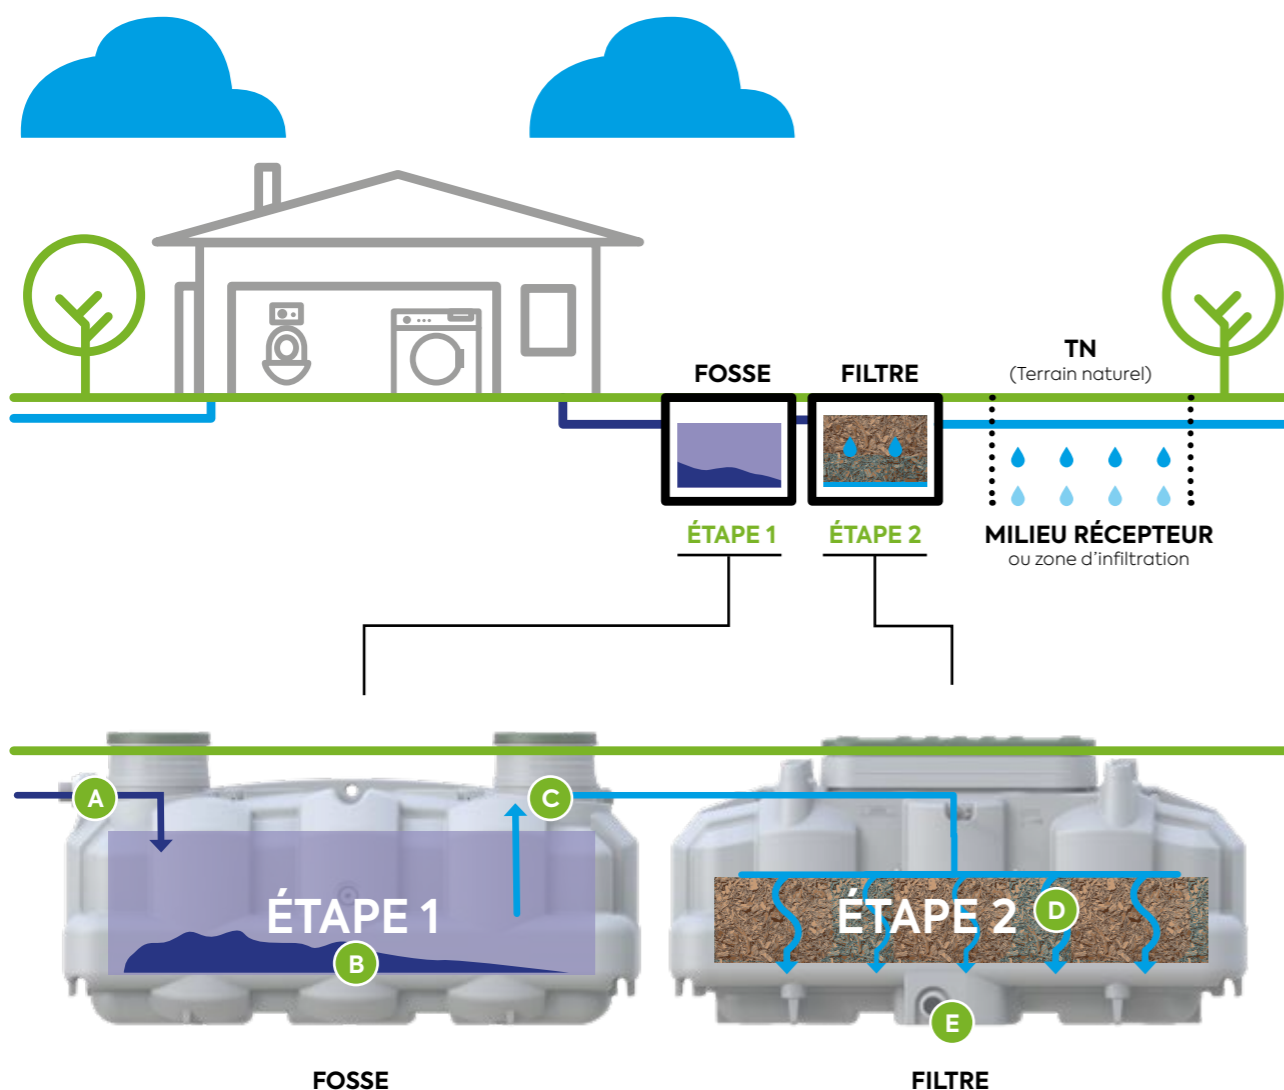 TN
(Terrain naturel)
FOSSE
FILTRE
ÉTAPE 1
ÉTAPE 2
MILIEU RÉCEPTEUR
ou zone d'infiltration
A
C
ÉTAPE 1
B
ÉTAPE 2
D
E
FOSSE
FILTRE